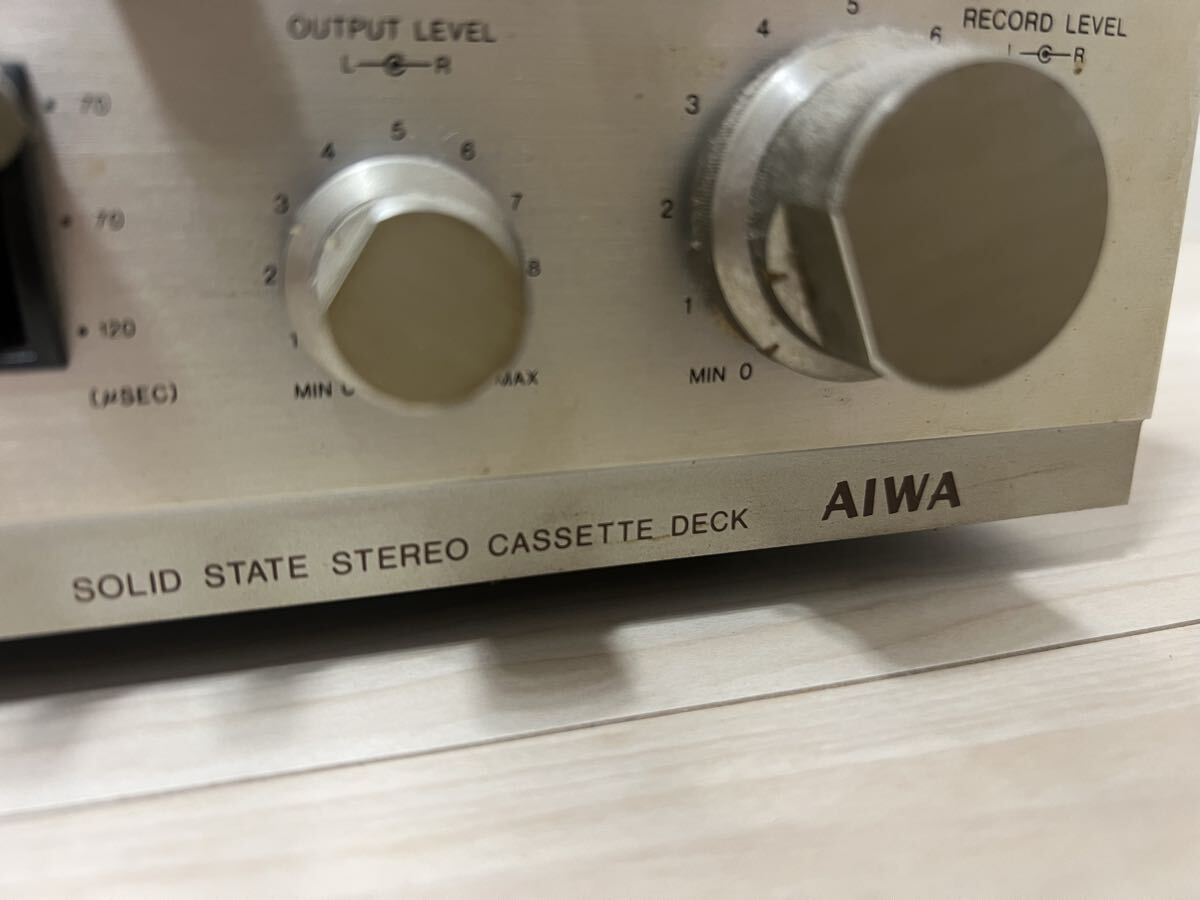 OUTPUT LEVEL
L R
5
4 6
3 7
2 8
1
MIN MAX
70
70
120
(μSEC)
RECORD LEVEL
R
5
4 6
3
2
1
MIN 0
SOLID STATE STEREO CASSETTE DECK AIWA